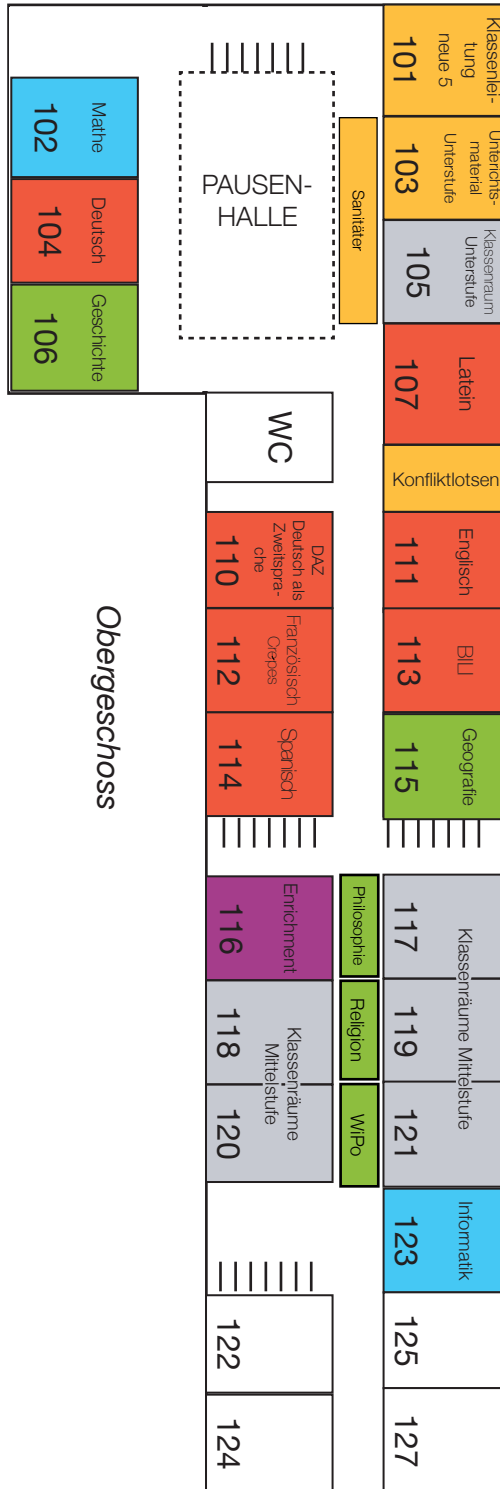 Klassenlei-
tung
neue 5
101
Unterichts-
material
Unterstufe
103
Klassenraum
Unterstufe
105
Latein
107
Konfliktlotsen
Englisch
111
BILI
113
Geografie
115
Klassenräume Mittelstufe
117
119
121
Informatik
123
125
127
Sanitäter
Philosophie
Religion
WiPo
PAUSEN-
HALLE
WC
DAZ
Deutsch als
Zweitspra-
che
110
Französisch
Crepes
112
Spanisch
114
Enrichment
116
Klassenräume
Mittelstufe
118
120
122
124
Mathe
102
Deutsch
104
Geschichte
106
Obergeschoss